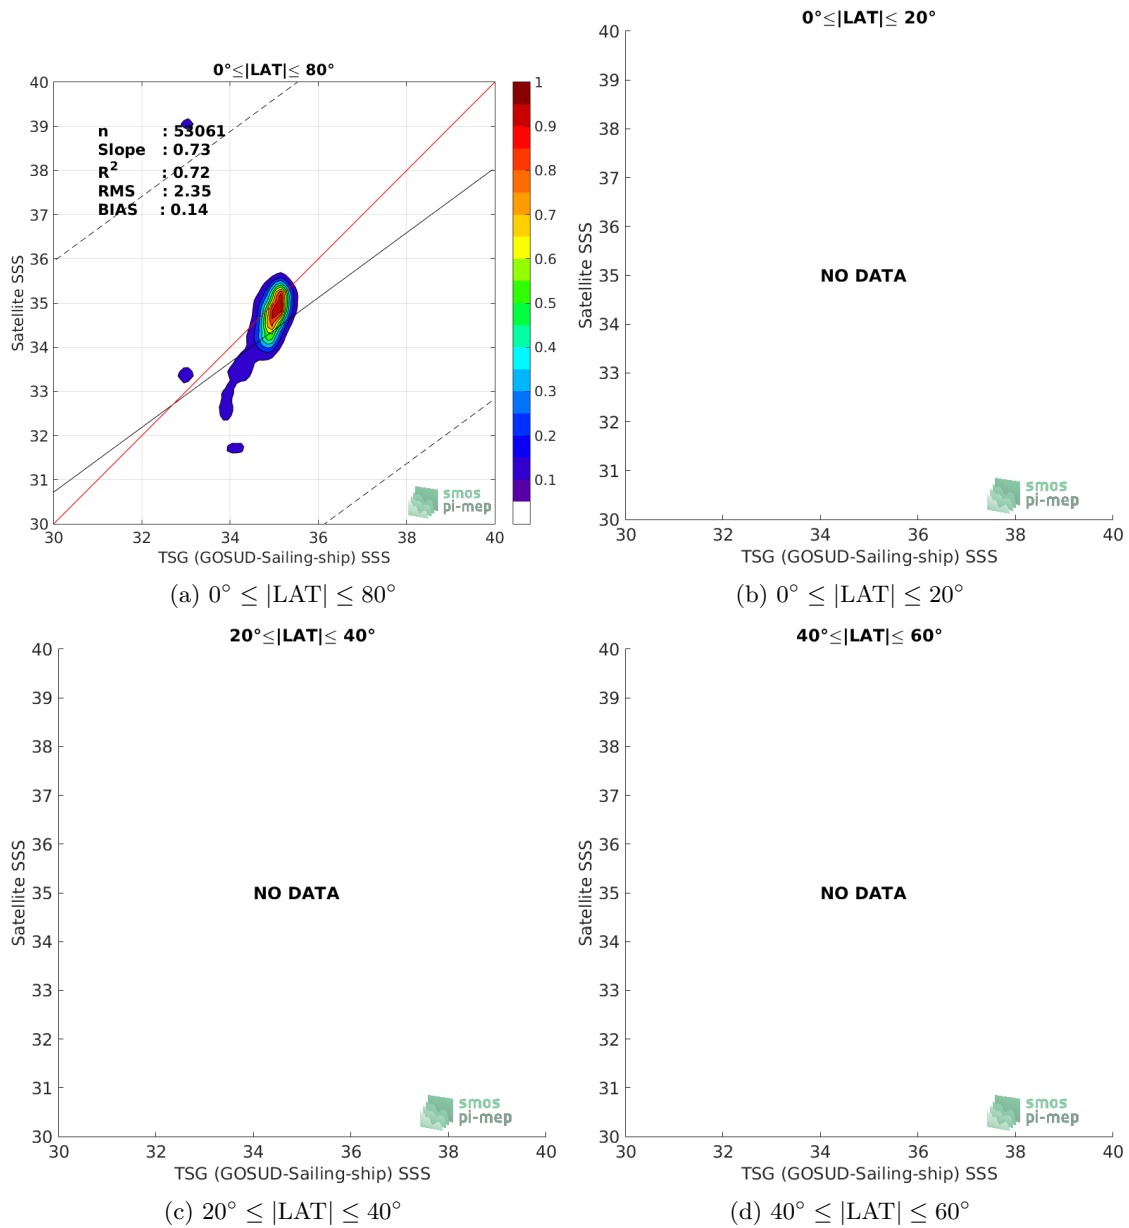 0°≤|LAT|≤ 80°
40
39
38
37
36
35
34
33
32
31
30
n : 53061
Slope : 0.73
R² : 0.72
RMS : 2.35
BIAS : 0.14
Satellite SSS
1
0.9
0.8
0.7
0.6
0.5
0.4
0.3
0.2
0.1
smos
pi-mep
30 32 34 36 38 40
TSG (GOSUD-Sailing-ship) SSS
(a) 0° ≤ |LAT| ≤ 80°
0°≤|LAT|≤ 20°
40
39
38
37
36
35
34
33
32
31
30
Satellite SSS
NO DATA
smos
pi-mep
30 32 34 36 38 40
TSG (GOSUD-Sailing-ship) SSS
(b) 0° ≤ |LAT| ≤ 20°
20°≤|LAT|≤ 40°
40
39
38
37
36
35
34
33
32
31
30
Satellite SSS
NO DATA
smos
pi-mep
30 32 34 36 38 40
TSG (GOSUD-Sailing-ship) SSS
(c) 20° ≤ |LAT| ≤ 40°
40°≤|LAT|≤ 60°
40
39
38
37
36
35
34
33
32
31
30
Satellite SSS
NO DATA
smos
pi-mep
30 32 34 36 38 40
TSG (GOSUD-Sailing-ship) SSS
(d) 40° ≤ |LAT| ≤ 60°